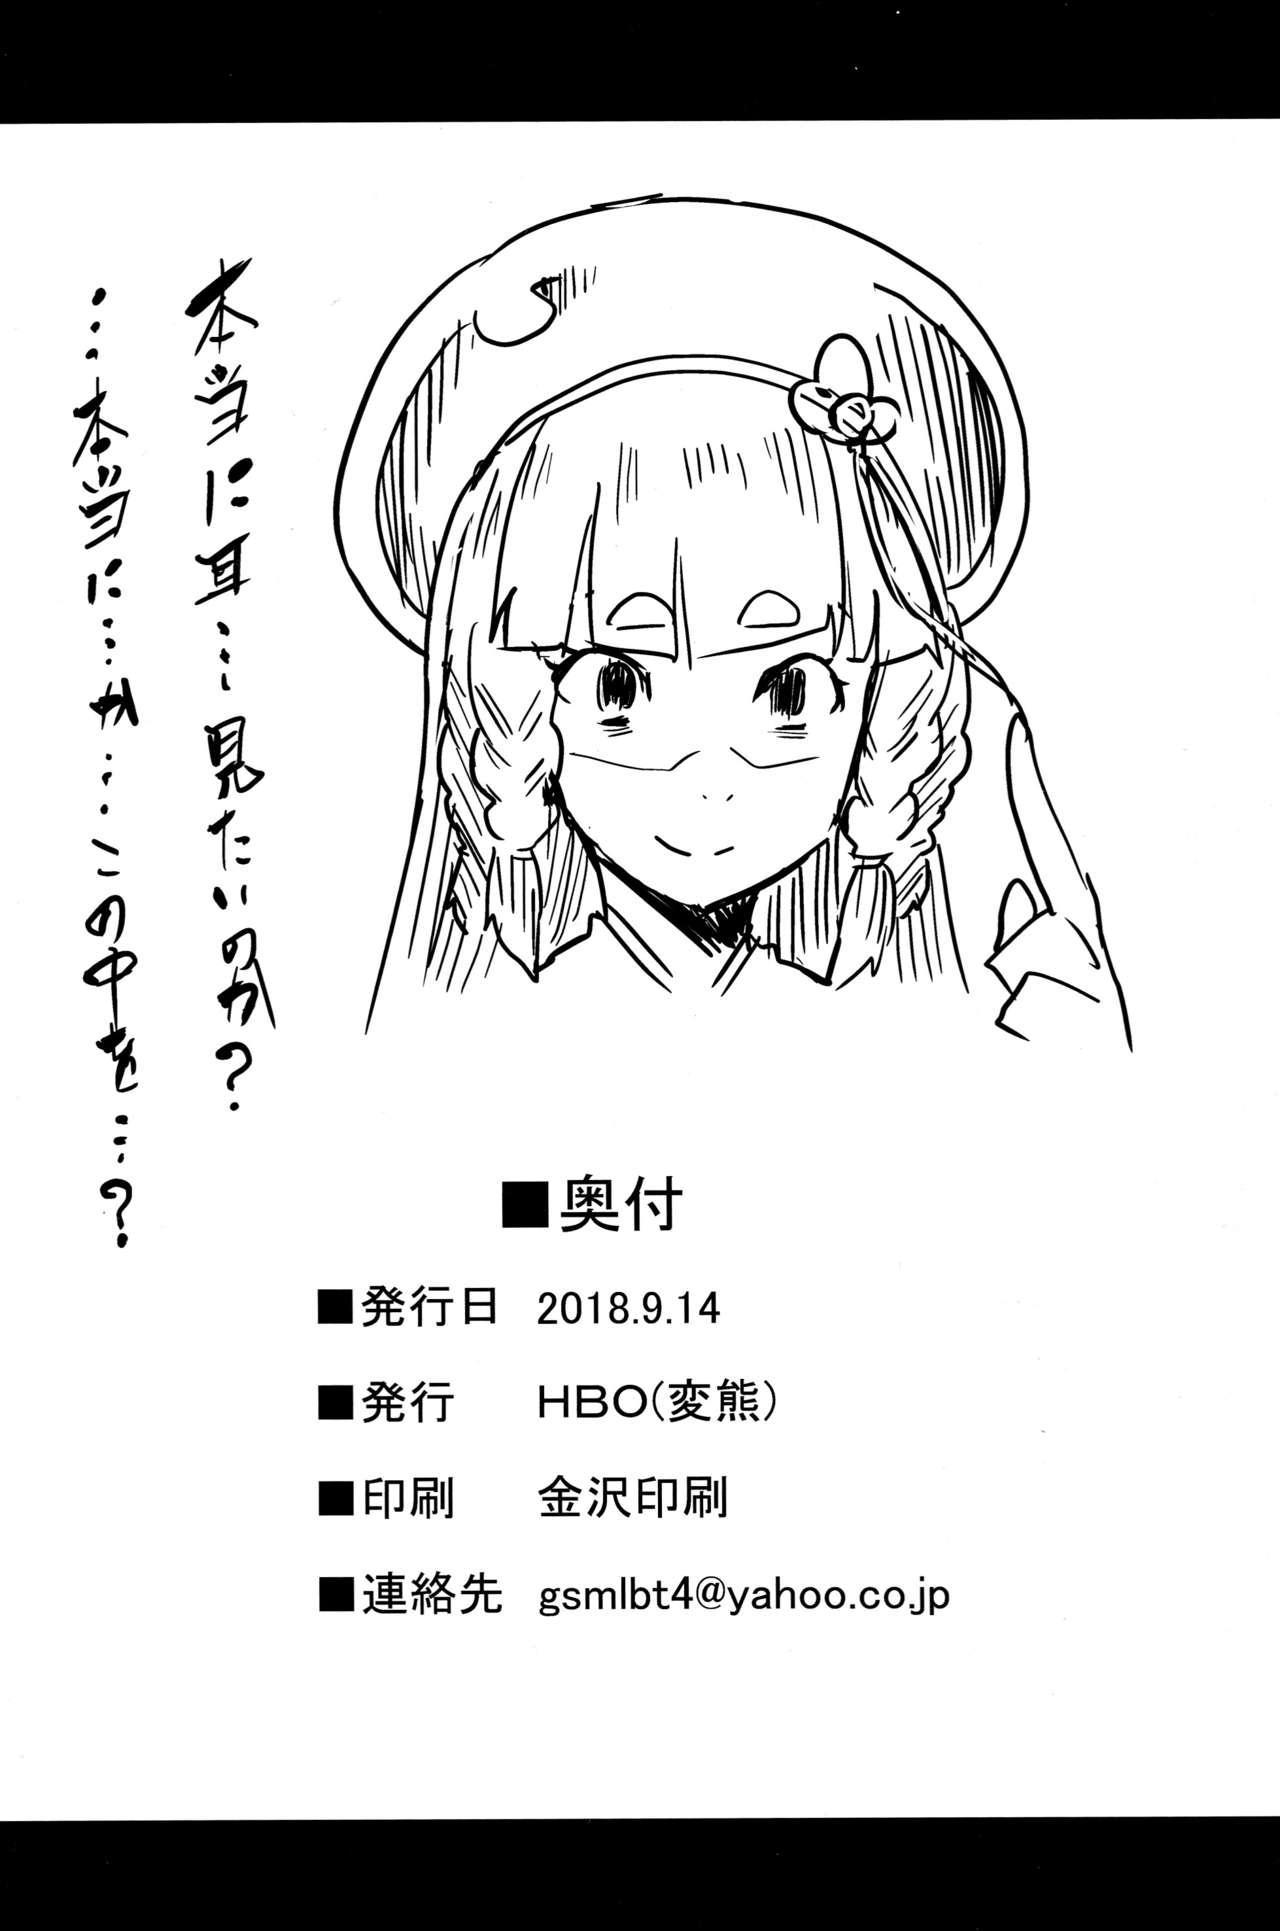 本当に耳…見たいのか?
…本当に…か…この中を…?
■奥付
■発行日 2018.9.14
■発行 HBO(変熊)
■印刷 金沢印刷
■連絡先 gsmlbt4@yahoo.co.jp